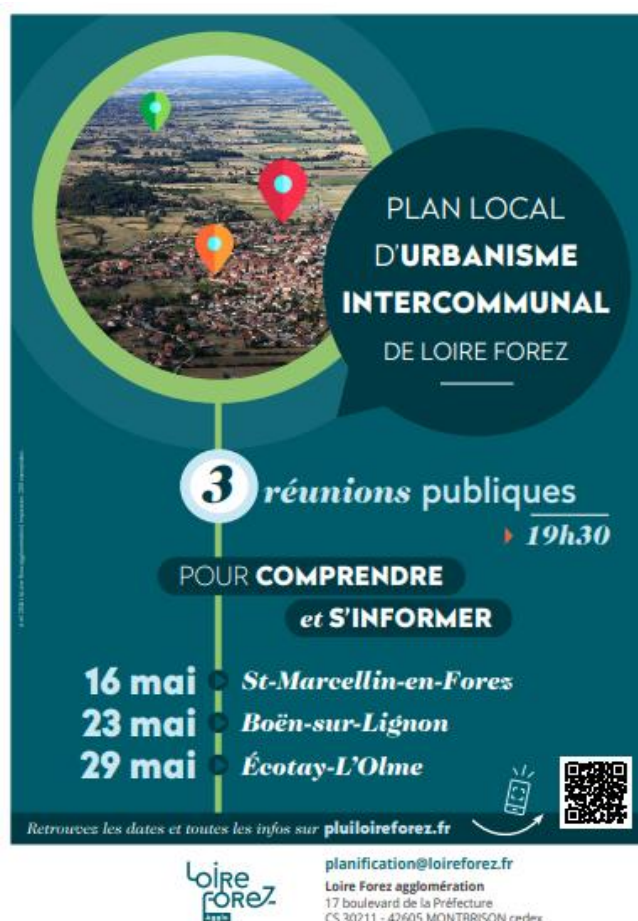 PLAN LOCAL
D'URBANISME
INTERCOMMUNAL
DE LOIRE FOREZ
3 réunions publiques
19h30
POUR COMPRENDRE
et S'INFORMER
16 mai St-Marcellin-en-Forez
23 mai Boën-sur-Lignon
29 mai Écotay-L'Olme
Retrouvez les dates et toutes les infos sur pluiloireforez.fr
Loire
Forez
Agglo
planification@loireforez.fr
Loire Forez agglomération
17 boulevard de la Préfecture
CS 30211 - 42605 MONTBRISON cedex